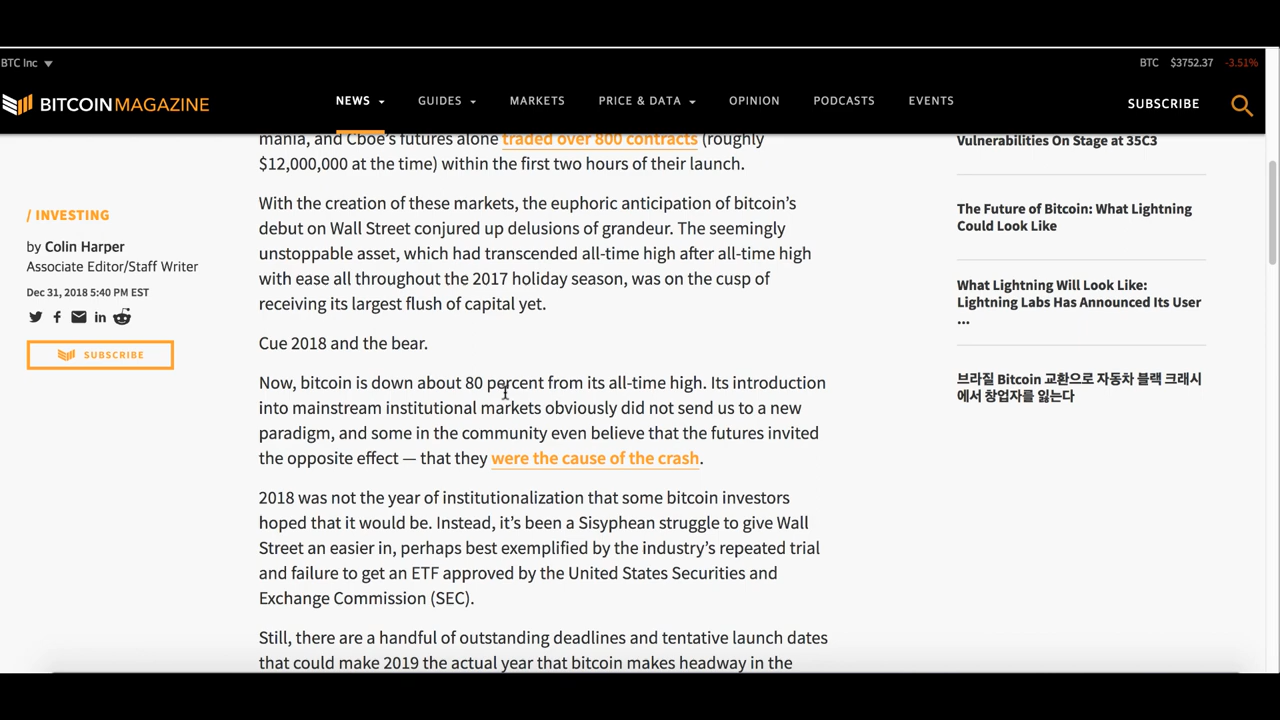 BTC Inc
BTC $3752.37 -3.51%
BITCOINMAGAZINE
NEWS
GUIDES
MARKETS
PRICE & DATA
OPINION
PODCASTS
EVENTS
SUBSCRIBE
/ INVESTING
by Colin Harper
Associate Editor/Staff Writer
Dec 31, 2018 5:40 PM EST
SUBSCRIBE
mania, and Cboe's futures alone traded over 800 contracts (roughly
$12,000,000 at the time) within the first two hours of their launch.
With the creation of these markets, the euphoric anticipation of bitcoin's
debut on Wall Street conjured up delusions of grandeur. The seemingly
unstoppable asset, which had transcended all-time high after all-time high
with ease all throughout the 2017 holiday season, was on the cusp of
receiving its largest flush of capital yet.
Cue 2018 and the bear.
Now, bitcoin is down about 80 percent from its all-time high. Its introduction
into mainstream institutional markets obviously did not send us to a new
paradigm, and some in the community even believe that the futures invited
the opposite effect — that they were the cause of the crash.
2018 was not the year of institutionalization that some bitcoin investors
hoped that it would be. Instead, it's been a Sisyphean struggle to give Wall
Street an easier in, perhaps best exemplified by the industry's repeated trial
and failure to get an ETF approved by the United States Securities and
Exchange Commission (SEC).
Still, there are a handful of outstanding deadlines and tentative launch dates
that could make 2019 the actual year that bitcoin makes headway in the
Vulnerabilities On Stage at 35C3
The Future of Bitcoin: What Lightning
Could Look Like
What Lightning Will Look Like:
Lightning Labs Has Announced Its User
...
브라질 Bitcoin 교환으로 자동차 블랙 크래시
에서 창업자를 잃는다